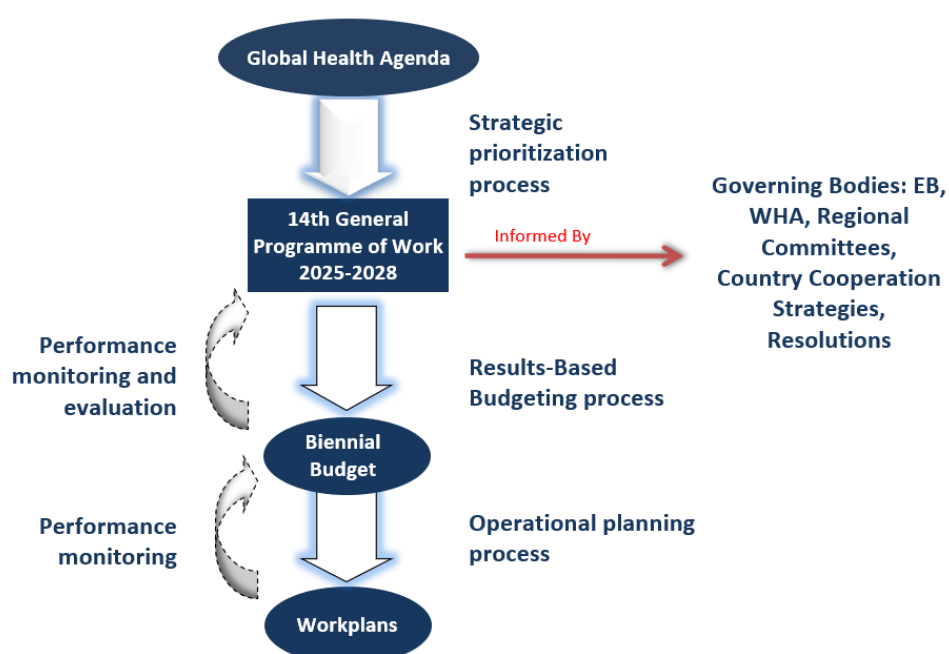 Global Health Agenda
Strategic
prioritization
process
14th General
Programme of Work
2025-2028
Informed By
Governing Bodies: EB,
WHA, Regional
Committees,
Country Cooperation
Strategies,
Resolutions
Performance
monitoring and
evaluation
Results-Based
Budgeting process
Biennial
Budget
Performance
monitoring
Operational planning
process
Workplans